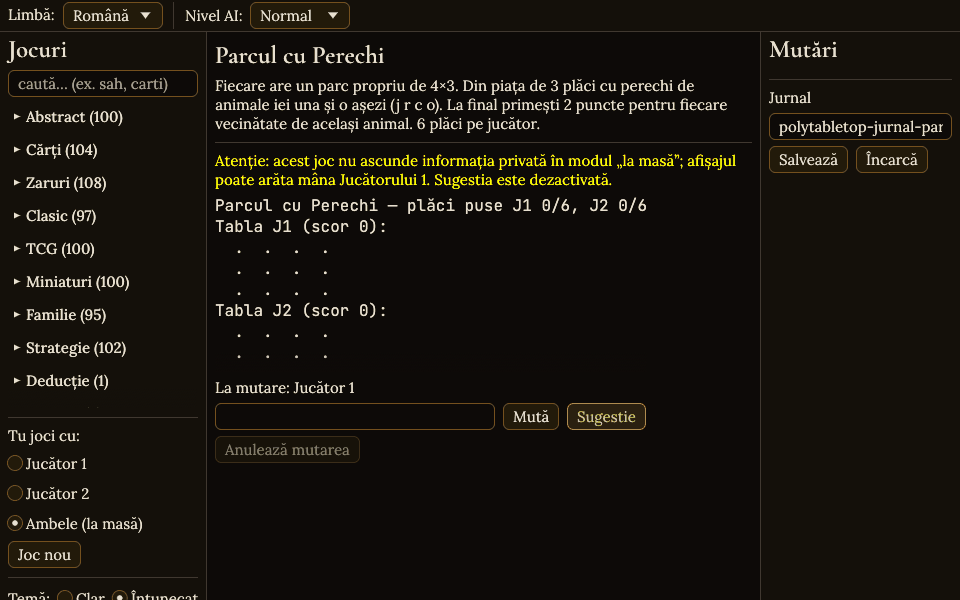 Limbă: Română ▼ Nivel AI: Normal ▼
Jocuri
caută... (ex. sah, carti)
▸ Abstract (100)
▸ Cărți (104)
▸ Zaruri (108)
▸ Clasic (97)
▸ TCG (100)
▸ Miniaturi (100)
▸ Familie (95)
▸ Strategie (102)
▸ Deducție (1)
Tu joci cu:
Jucător 1
Jucător 2
Ambele (la masă)
Joc nou
Temă: Clar Întunecat
Parcul cu Perechi
Fiecare are un parc propriu de 4×3. Din piața de 3 plăci cu perechi de
animale iei una și o așezi (j r c o). La final primești 2 puncte pentru fiecare
vecinătate de același animal. 6 plăci pe jucător.
Atenție: acest joc nu ascunde informația privată în modul „la masă”; afișajul
poate arăta mâna Jucătorului 1. Sugestia este dezactivată.
Parcul cu Perechi — plăci puse J1 0/6, J2 0/6
Tabla J1 (scor 0):
. . . .
. . . .
. . . .
Tabla J2 (scor 0):
. . . .
. . . .
La mutare: Jucător 1
Mută Sugestie
Anulează mutarea
Mutări
Jurnal
polytabletop-jurnal-par
Salvează Încarcă